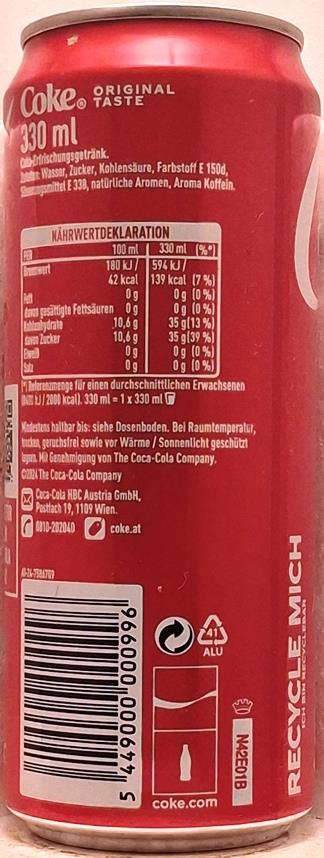 Coke® ORIGINAL TASTE
330 ml
Cola-Erfrischungsgetränk.
Zutaten: Wasser, Zucker, Kohlensäure, Farbstoff E 150d,
Säuerungsmittel E 338, natürliche Aromen, Aroma Koffein.
NÄHRWERTDEKLARATION
PER 100 ml 330 ml (%*)
Brennwert 180 kJ / 594 kJ /
42 kcal 139 kcal (7 %)
Fett 0 g 0 g (0 %)
davon gesättigte Fettsäuren 0 g 0 g (0 %)
Kohlenhydrate 10,6 g 35 g (13 %)
davon Zucker 10,6 g 35 g (39 %)
Eiweiß 0 g 0 g (0 %)
Salz 0 g 0 g (0 %)
*) Referenzmenge für einen durchschnittlichen Erwachsenen
(8400 kJ / 2000 kcal). 330 ml = 1 x 330 ml
Mindestens haltbar bis: siehe Dosenboden. Bei Raumtemperatur,
trocken, geruchsfrei sowie vor Wärme / Sonnenlicht geschützt
lagern. Mit Genehmigung von The Coca-Cola Company.
©2024 The Coca-Cola Company
Coca-Cola HBC Austria GmbH,
Postfach 19, 1109 Wien.
0810-202040 coke.at
5 449000 000996
41
ALU
N42E01B
coke.com
RECYCLE MICH
ICH BIN RECYCLEBAR